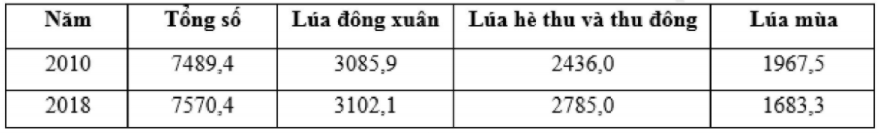 Năm Tổng số Lúa đông xuân Lúa hè thu và thu đông Lúa mùa
2010 7489,4 3085,9 2436,0 1967,5
2018 7570,4 3102,1 2785,0 1683,3